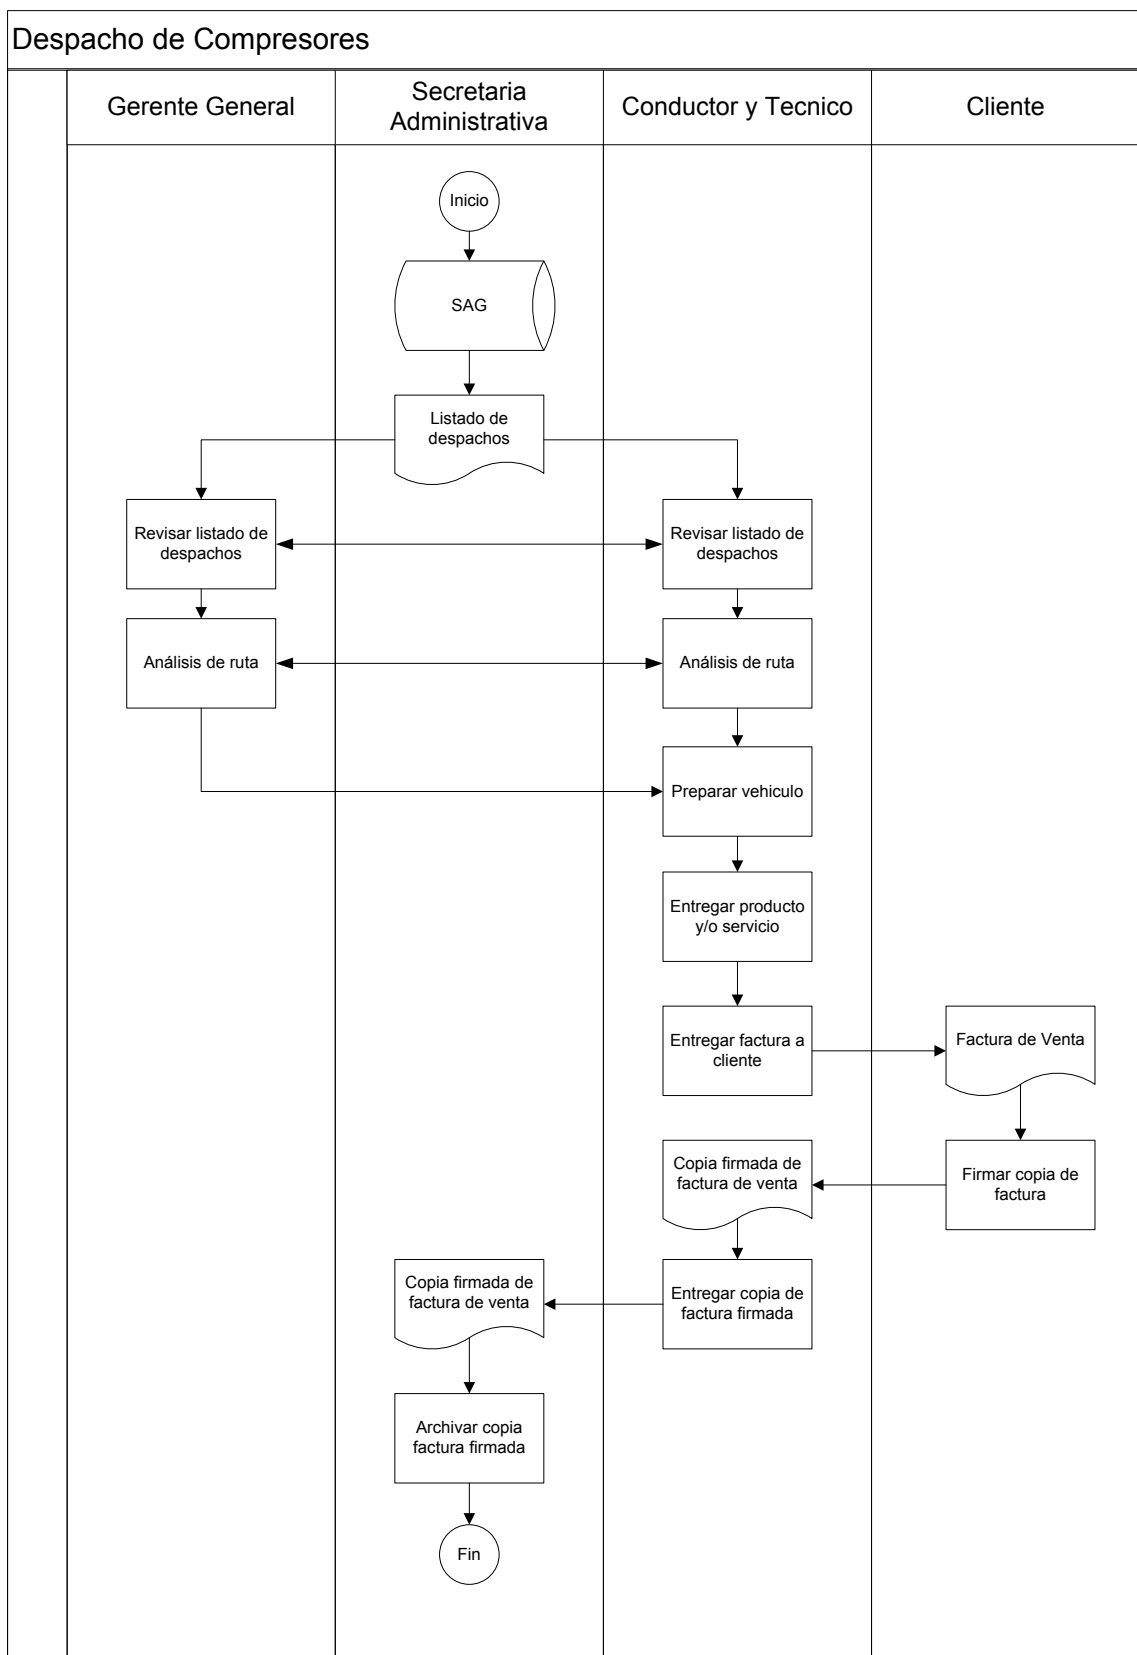 Despacho de Compresores
Gerente General
Secretaria
Administrativa
Conductor y Tecnico
Cliente
Inicio
SAG
Listado de
despachos
Revisar listado de
despachos
Revisar listado de
despachos
Análisis de ruta
Análisis de ruta
Preparar vehiculo
Entregar producto
y/o servicio
Entregar factura a
cliente
Factura de Venta
Copia firmada de
factura de venta
Firmar copia de
factura
Copia firmada de
factura de venta
Entregar copia de
factura firmada
Archivar copia
factura firmada
Fin